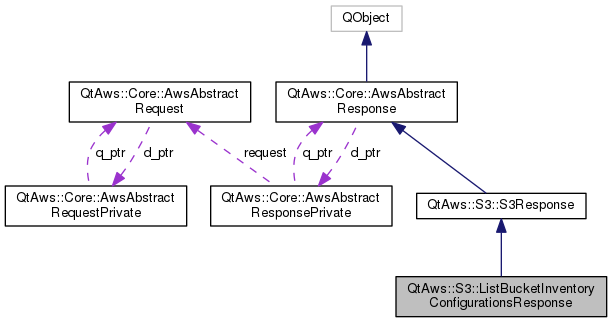 QObject
QtAws::Core::AwsAbstract
Request
QtAws::Core::AwsAbstract
Response
q_ptr
d_ptr
request
q_ptr
d_ptr
QtAws::Core::AwsAbstract
RequestPrivate
QtAws::Core::AwsAbstract
ResponsePrivate
QtAws::S3::S3Response
QtAws::S3::ListBucketInventory
ConfigurationsResponse